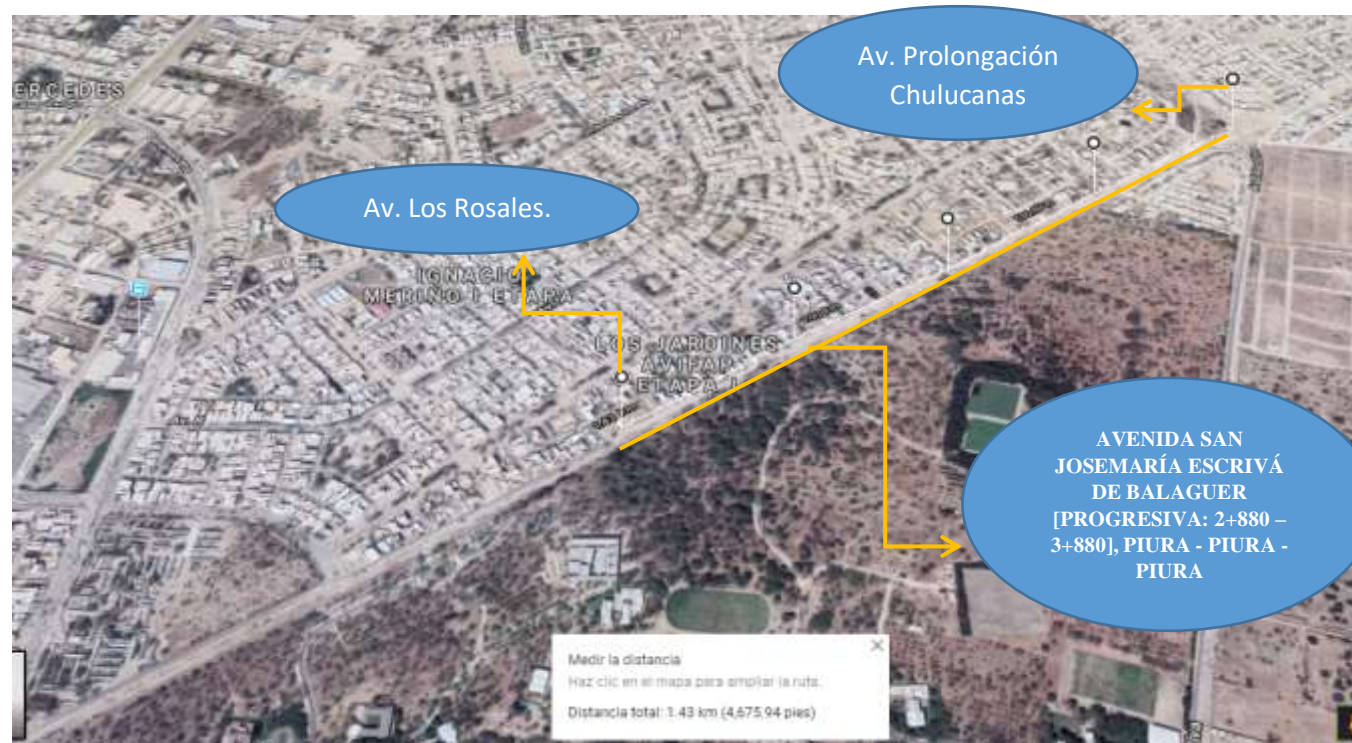 Av. Prolongación
Chulucanas
ERCEDES
Av. Los Rosales.
IGNACIO
MERINO I ETAPA
LOS JARDINES
AVIFAP
ETAPA I
AVENIDA SAN
JOSEMARÍA ESCRIVÁ
DE BALAGUER
[PROGRESIVA: 2+880 –
3+880], PIURA - PIURA -
PIURA
Medir la distancia
Haz clic en el mapa para ampliar la ruta.
Distancia total: 1.43 km (4,675.94 pies)